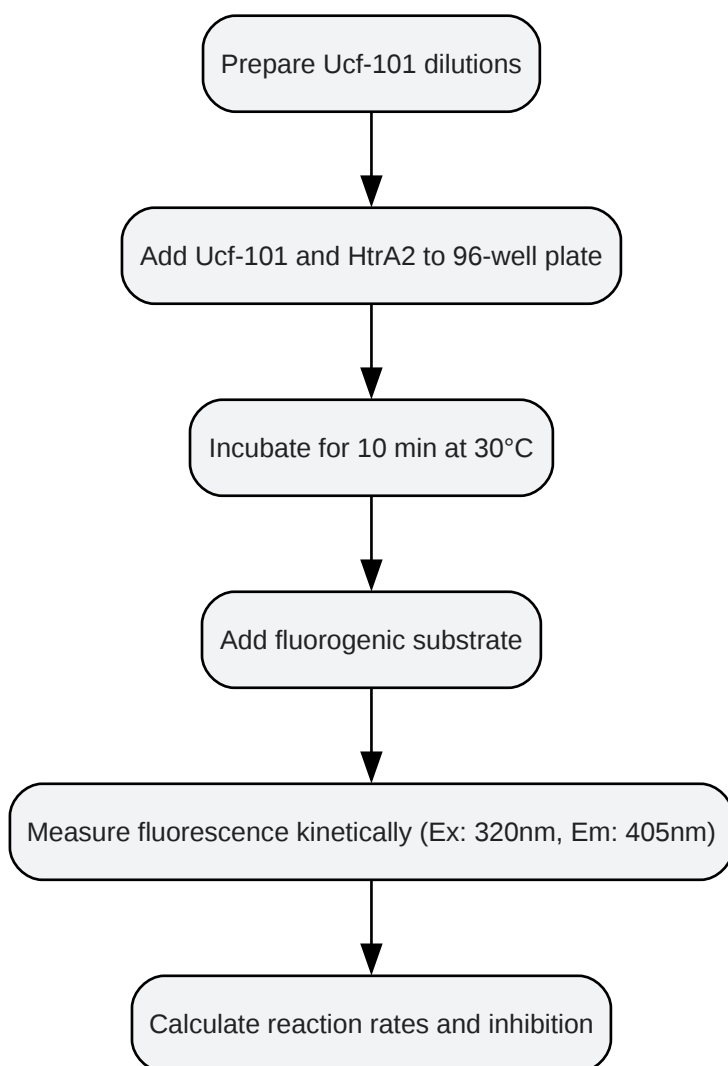 Prepare Ucf-101 dilutions
Add Ucf-101 and HtrA2 to 96-well plate
Incubate for 10 min at 30°C
Add fluorogenic substrate
Measure fluorescence kinetically (Ex: 320nm, Em: 405nm)
Calculate reaction rates and inhibition